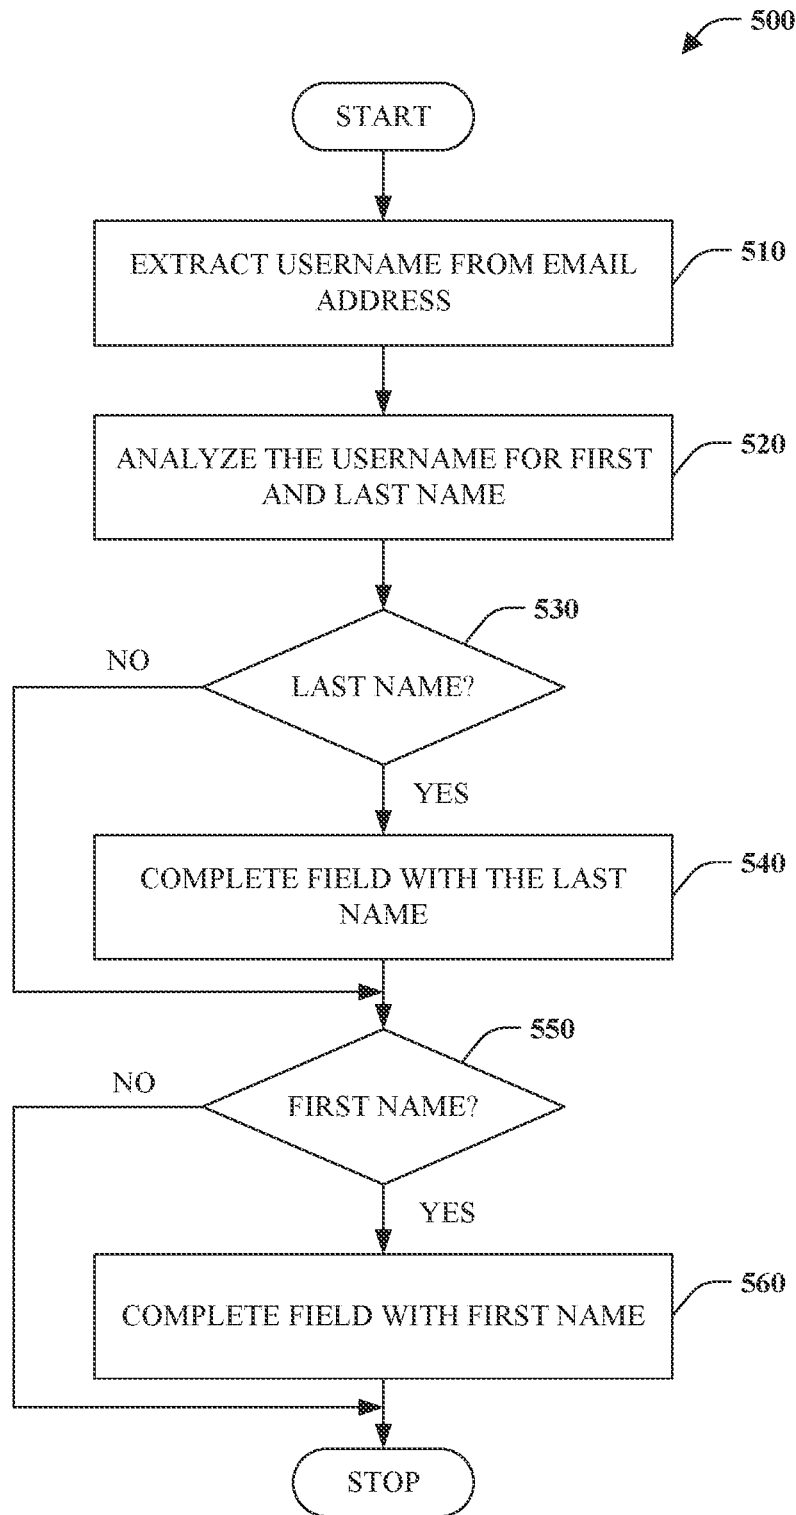 500
START
EXTRACT USERNAME FROM EMAIL
ADDRESS
510
ANALYZE THE USERNAME FOR FIRST
AND LAST NAME
520
530
NO
LAST NAME?
YES
COMPLETE FIELD WITH THE LAST
NAME
540
550
NO
FIRST NAME?
YES
COMPLETE FIELD WITH FIRST NAME
560
STOP